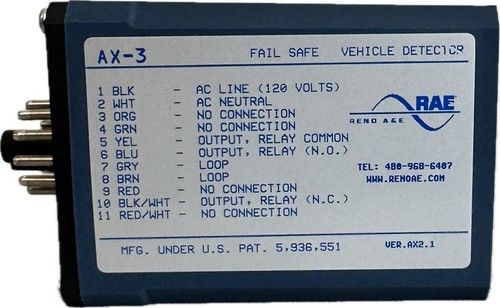 AX-3 FAIL SAFE VEHICLE DETECTOR
1 BLK - AC LINE (120 VOLTS)
2 WHT - AC NEUTRAL
3 ORG - NO CONNECTION
4 GRN - NO CONNECTION
5 YEL - OUTPUT, RELAY COMMON
6 BLU - OUTPUT, RELAY (N.O.)
7 GRY - LOOP
8 BRN - LOOP
9 RED - NO CONNECTION
10 BLK/WHT - OUTPUT, RELAY (N.C.)
11 RED/WHT - NO CONNECTION
RAE
RENO A&E
TEL: 480-968-6407
WWW.RENOAE.COM
MFG. UNDER U.S. PAT. 5,936,551 VER.AX2.1